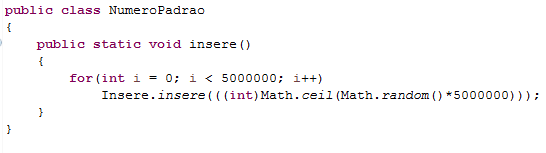 public class NumeroPadrao
{
public static void insere()
{
for(int i = 0; i < 5000000; i++)
Insere.insere(((int)Math.ceil(Math.random()*5000000)));
}
}